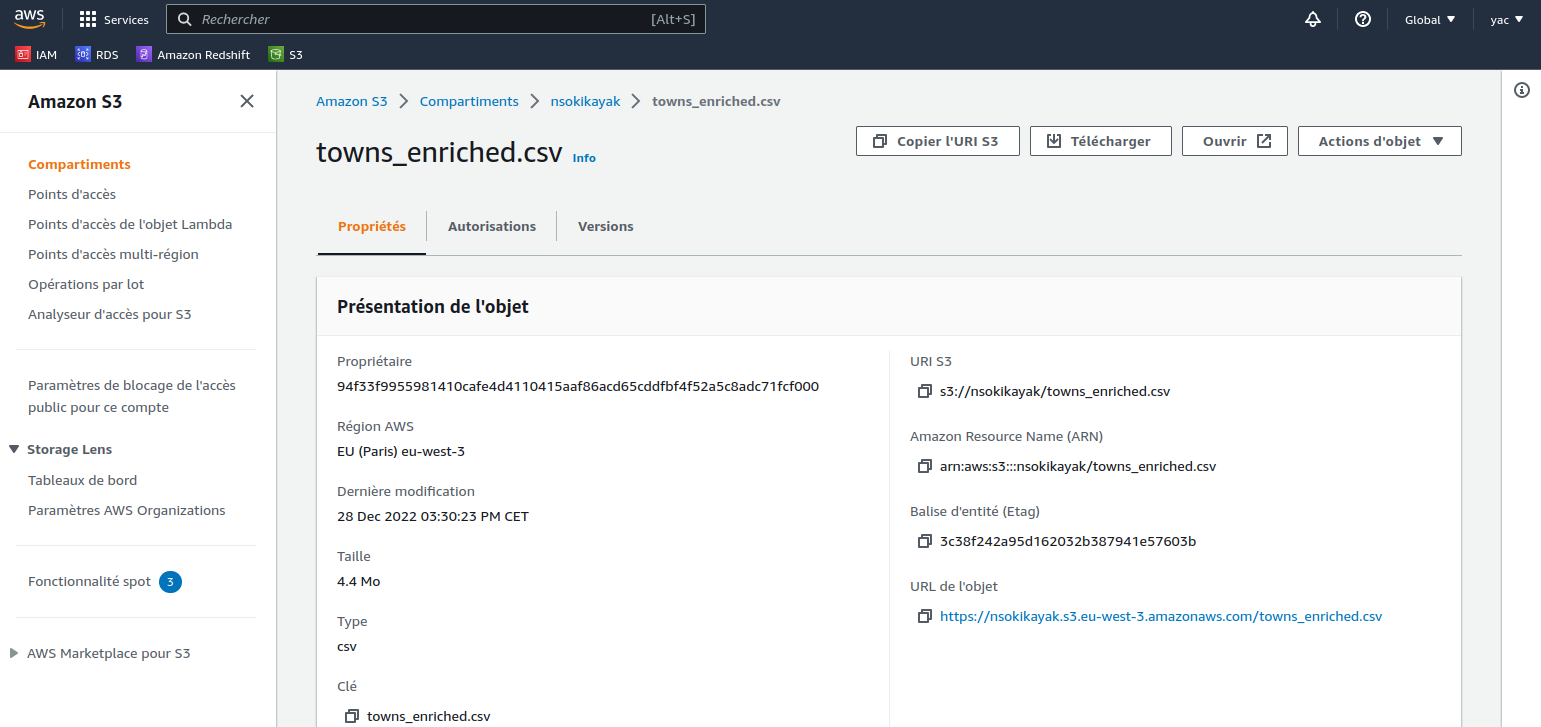 aws
Services
Rechercher
[Alt+S]
Global
yac
IAM
RDS
Amazon Redshift
S3
Amazon S3
Compartiments
Points d'accès
Points d'accès de l'objet Lambda
Points d'accès multi-région
Opérations par lot
Analyseur d'accès pour S3
Paramètres de blocage de l'accès
public pour ce compte
Storage Lens
Tableaux de bord
Paramètres AWS Organizations
Fonctionnalité spot 3
AWS Marketplace pour S3
Amazon S3 > Compartiments > nsokikayak > towns_enriched.csv
towns_enriched.csv Info
Copier l'URI S3
Télécharger
Ouvrir
Actions d'objet
Propriétés
Autorisations
Versions
Présentation de l'objet
Propriétaire
94f33f9955981410cafe4d4110415aaf86acd65cddfbf4f52a5c8adc71fcf000
Région AWS
EU (Paris) eu-west-3
Dernière modification
28 Dec 2022 03:30:23 PM CET
Taille
4.4 Mo
Type
csv
Clé
towns_enriched.csv
URI S3
s3://nsokikayak/towns_enriched.csv
Amazon Resource Name (ARN)
arn:aws:s3:::nsokikayak/towns_enriched.csv
Balise d'entité (Etag)
3c38f242a95d162032b387941e57603b
URL de l'objet
https://nsokikayak.s3.eu-west-3.amazonaws.com/towns_enriched.csv